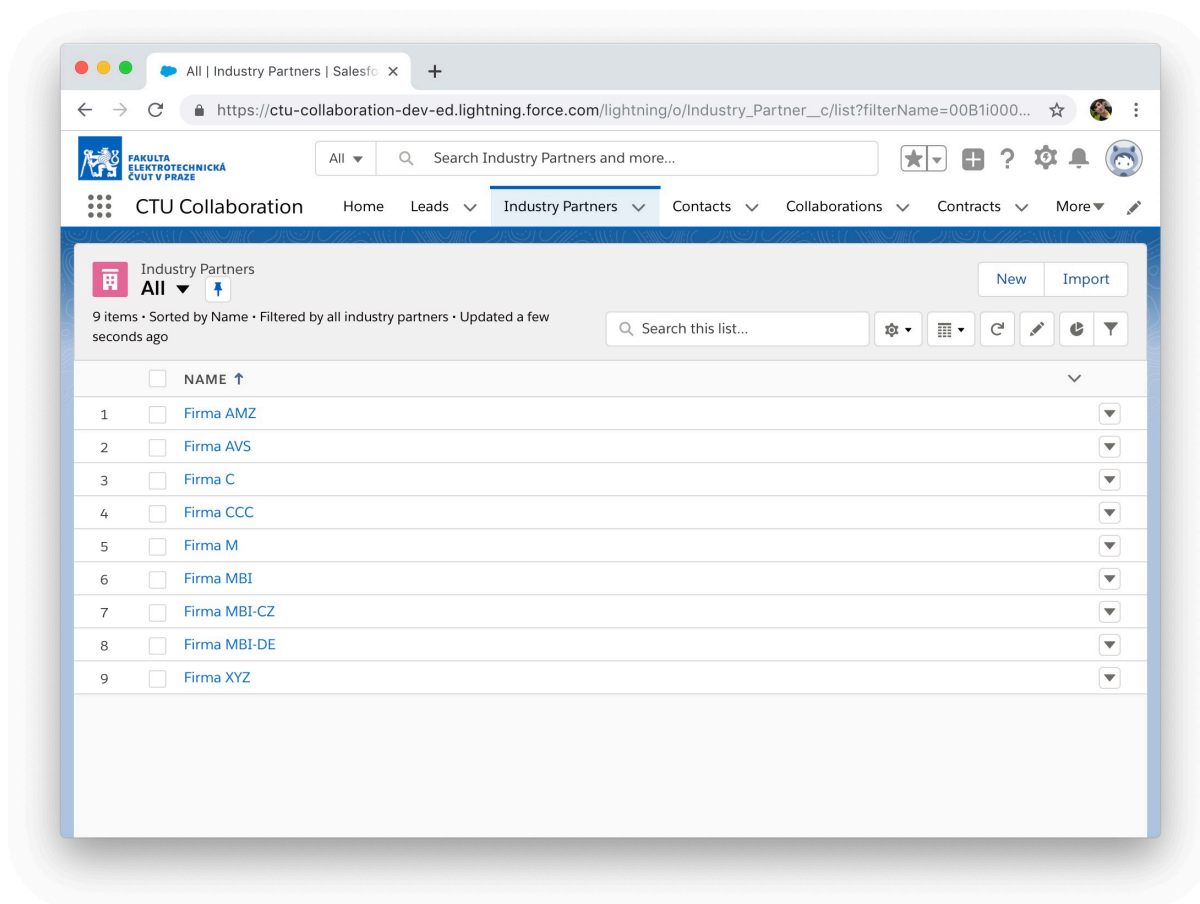 All | Industry Partners | Salesfo
https://ctu-collaboration-dev-ed.lightning.force.com/lightning/o/Industry_Partner__c/list?filterName=00B1i000...
FAKULTA
ELEKTROTECHNICKÁ
ČVUT V PRAZE
All Search Industry Partners and more...
CTU Collaboration Home Leads Industry Partners Contacts Collaborations Contracts More
Industry Partners
All
New Import
9 items • Sorted by Name • Filtered by all industry partners • Updated a few
seconds ago
Search this list...
NAME
1 Firma AMZ
2 Firma AVS
3 Firma C
4 Firma CCC
5 Firma M
6 Firma MBI
7 Firma MBI-CZ
8 Firma MBI-DE
9 Firma XYZ